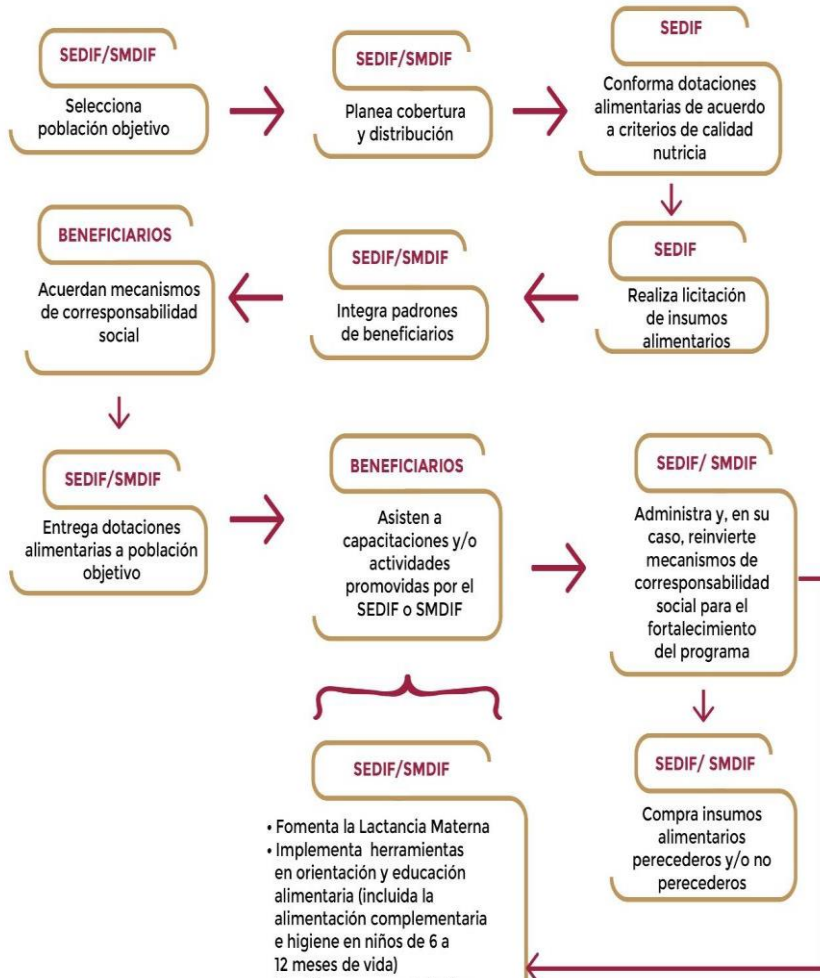 SEDIF/SMDIF
Selecciona
población objetivo
SEDIF/SMDIF
Planea cobertura
y distribución
SEDIF
Conforma dotaciones
alimentarias de acuerdo
a criterios de calidad
nutricia
SEDIF
Realiza licitación
de insumos
alimentarios
SEDIF/SMDIF
Integra padrones
de beneficiarios
BENEFICIARIOS
Acuerdan mecanismos
de corresponsabilidad
social
SEDIF/SMDIF
Entrega dotaciones
alimentarias a población
objetivo
BENEFICIARIOS
Asisten a
capacitaciones y/o
actividades
promovidas por el
SEDIF o SMDIF
SEDIF/ SMDIF
Administra y, en su
caso, reinvierte
mecanismos de
corresponsabilidad
social para el
fortalecimiento
del programa
SEDIF/ SMDIF
Compra insumos
alimentarios
perecederos y/o no
perecederos
SEDIF/SMDIF
• Fomenta la Lactancia Materna
• Implementa herramientas
en orientación y educación
alimentaria (incluida la
alimentación complementaria
e higiene en niños de 6 a
12 meses de vida)